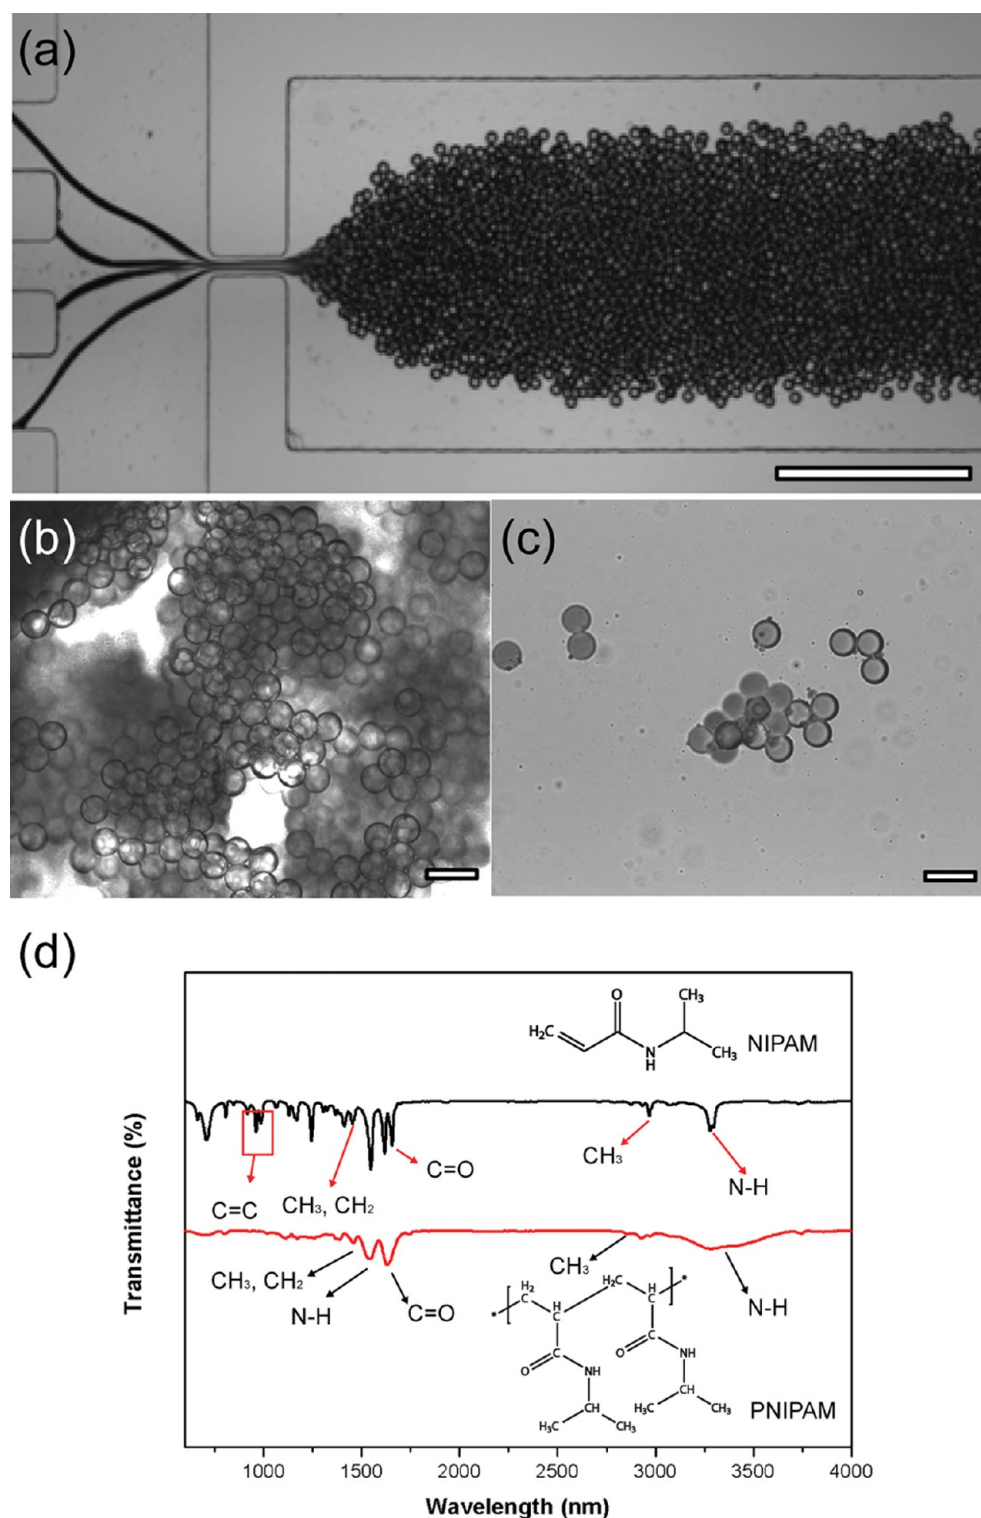 (a)
(b)
(c)
(d)
O
CH₃
H₂C
N
H
CH₃
NIPAM
C=O
CH₃
N-H
C=C
CH₃, CH₂
CH₃, CH₂
N-H
C=O
CH₃
N-H
H₂
C
H
C
H₂C
H
C
C
O
NH
C
O
NH
CH
H₃C
CH₃
CH
H₃C
CH₃
PNIPAM
Transmittance (%)
1000 1500 2000 2500 3000 3500 4000
Wavelength (nm)